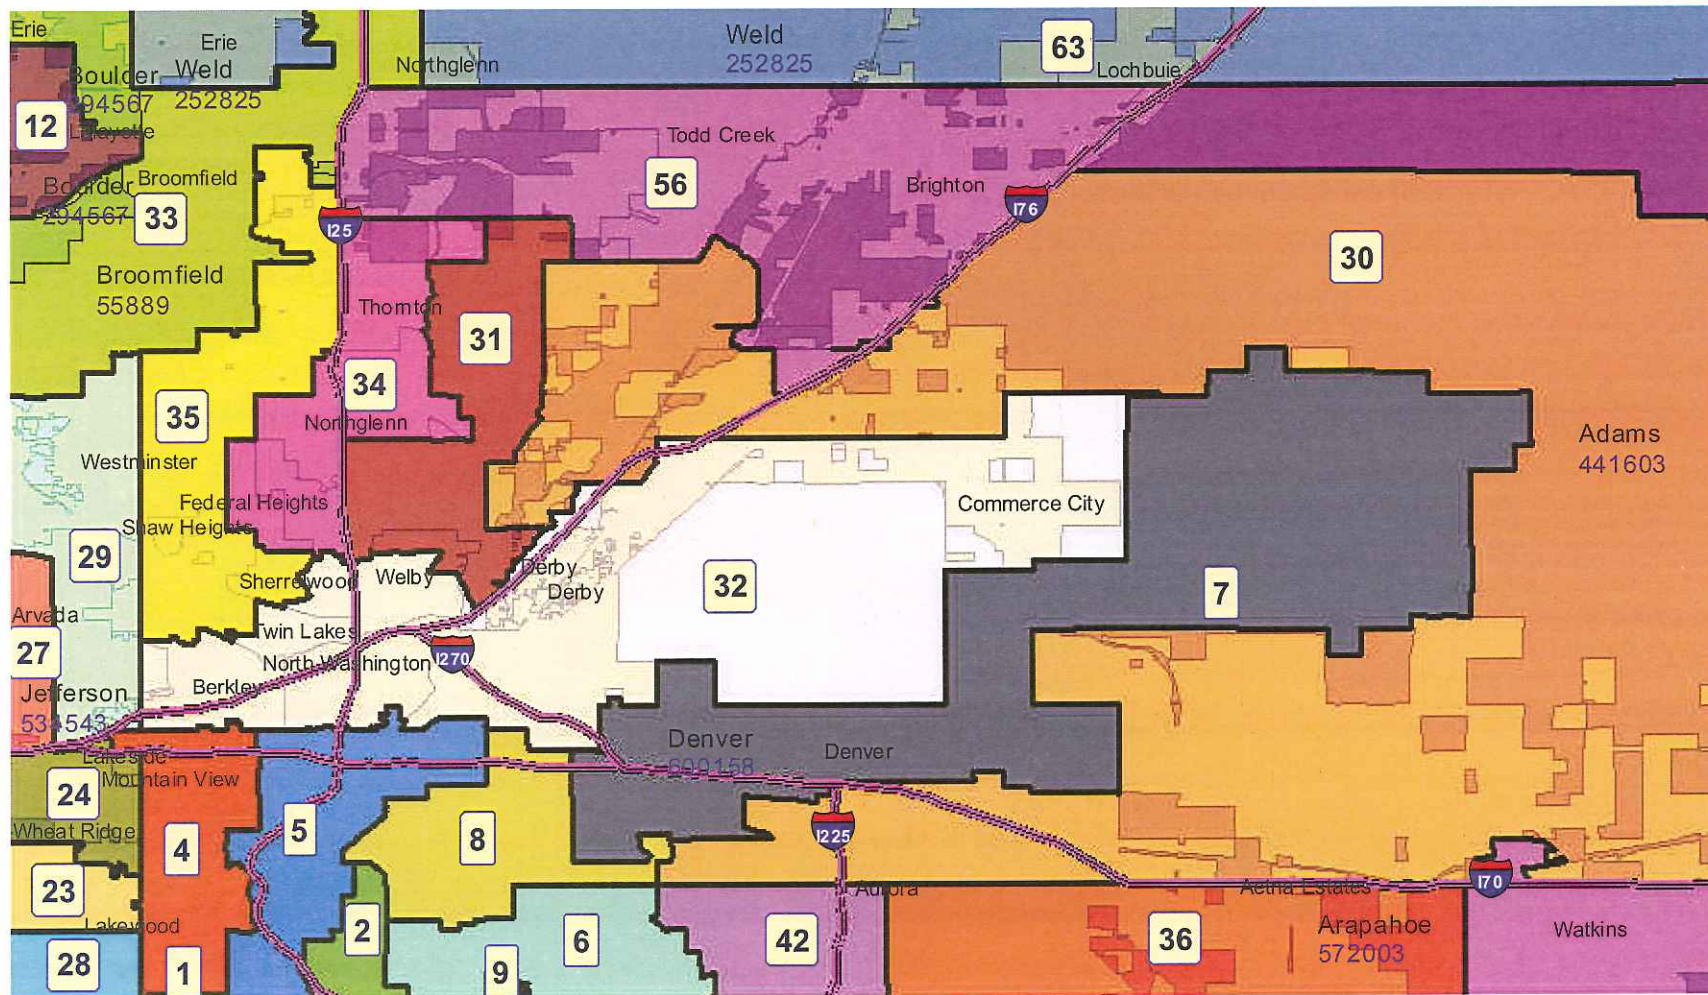 Erie
Erie
Weld
252825
Boulder
294567
12
Lafayette
Northglenn
Weld
252825
63
Lochbuie
Todd Creek
56
Brighton
Broomfield
Boulder
294567
33
I25
I76
30
Broomfield
55889
Thornton
31
34
35
Northglenn
Adams
441603
Westminster
Federal Heights
Shaw Heights
Commerce City
29
Sherrelwood
Welby
Derby
Derby
32
7
Arvada
27
Twin Lakes
North Washington
I270
Berkley
Jefferson
534543
Denver
600158
Denver
Lakeside
Mountain View
24
Wheat Ridge
4
5
8
I225
23
Lakewood
Aurora
Aetna Estates
I70
28
1
2
9
6
42
36
Arapahoe
572003
Watkins